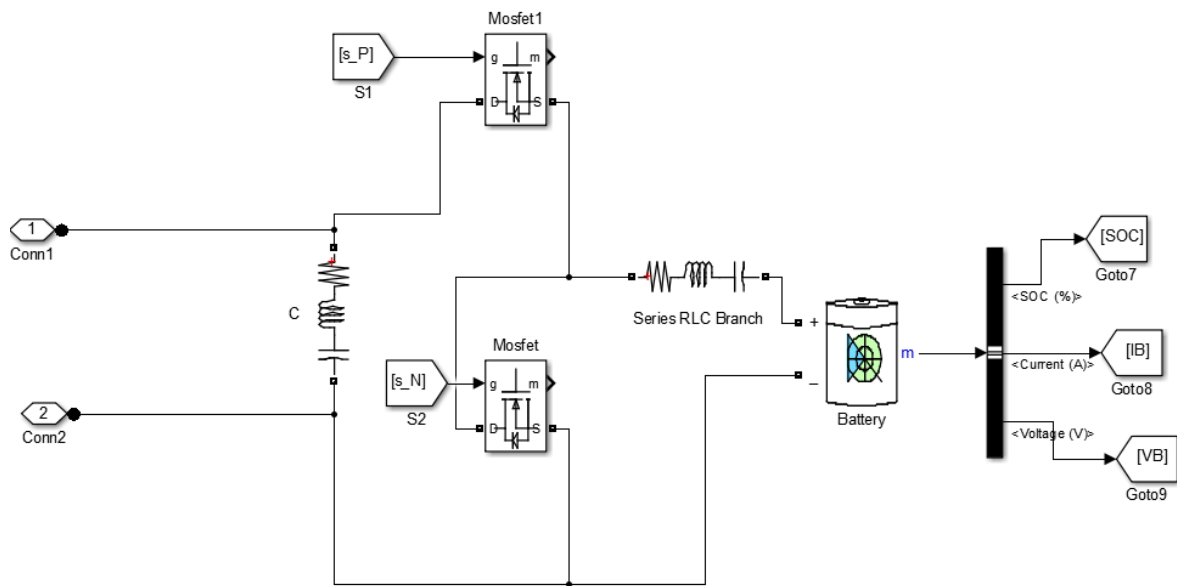 Mosfet1
[s_P]
g
m
S1
D
S
1
Conn1
C
[SOC]
Goto7
<SOC (%)>
Series RLC Branch
+
Mosfet
[s_N]
g
m
S2
D
S
m
<Current (A)>
[IB]
Goto8
–
Battery
2
Conn2
<Voltage (V)>
[VB]
Goto9